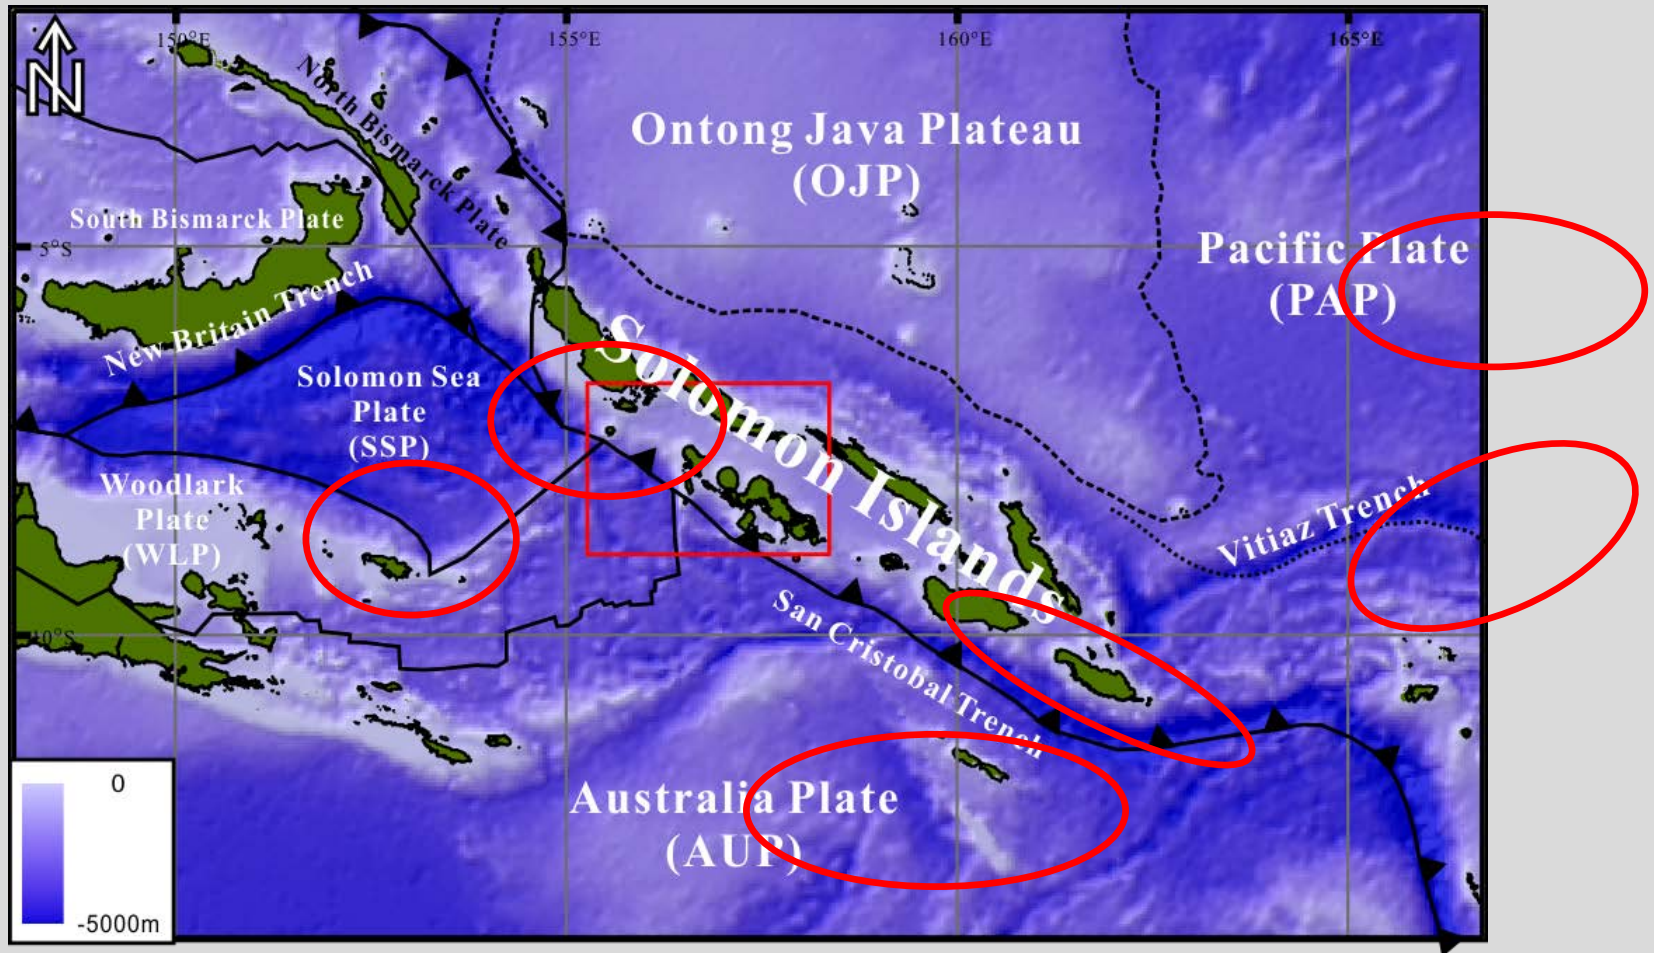 150°E
155°E
160°E
165°E
N
North Bismarck Plate
Ontong Java Plateau
(OJP)
South Bismarck Plate
5°S
Pacific Plate
(PAP)
New Britain Trench
Solomon Sea
Plate
(SSP)
Solomon Islands
Woodlark
Plate
(WLP)
Vitiaz Trench
10°S
San Cristobal Trench
Australia Plate
(AUP)
0
-5000m